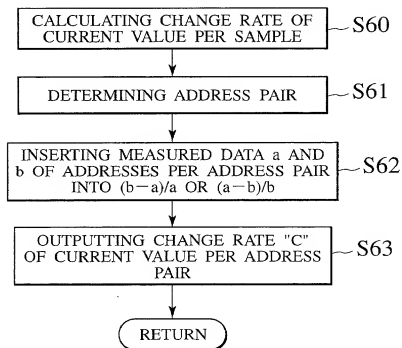 CALCULATING CHANGE RATE OF
CURRENT VALUE PER SAMPLE
S60
DETERMINING ADDRESS PAIR
S61
INSERTING MEASURED DATA a AND
b OF ADDRESSES PER ADDRESS PAIR
INTO (b−a)/a OR (a−b)/b
S62
OUTPUTTING CHANGE RATE "C"
OF CURRENT VALUE PER ADDRESS
PAIR
S63
RETURN